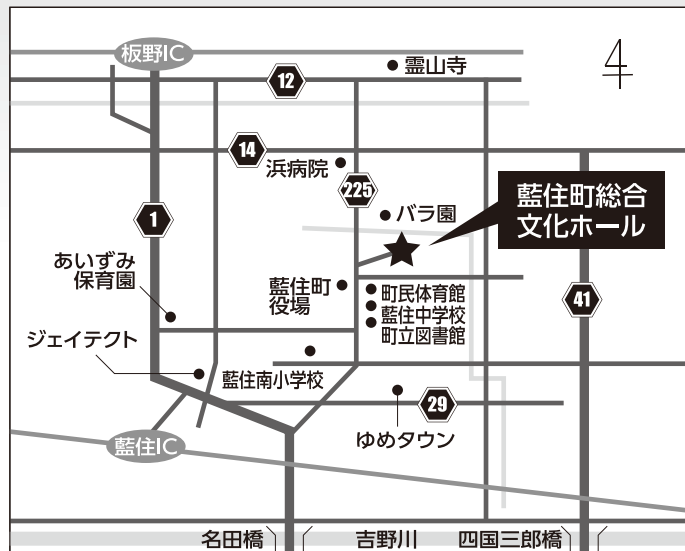 板野IC
霊山寺
12
14
浜病院
225
バラ園
藍住町総合
文化ホール
1
あいずみ
保育園
藍住町
役場
町民体育館
藍住中学校
町立図書館
41
ジェイテクト
藍住南小学校
29
ゆめタウン
藍住IC
名田橋
吉野川
四国三郎橋